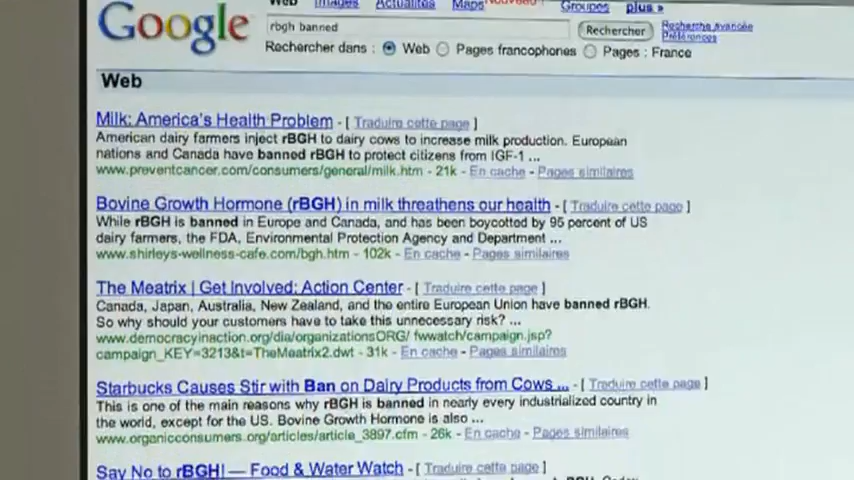 Web Images Actualités Maps Nouveau ! Groupes plus »
Google
rbgh banned
Rechercher
Recherche avancée
Préférences
Rechercher dans : Web Pages francophones Pages : France
Web
Milk: America's Health Problem - [ Traduire cette page ]
American dairy farmers inject rBGH to dairy cows to increase milk production. European
nations and Canada have banned rBGH to protect citizens from IGF-1 ...
www.preventcancer.com/consumers/general/milk.htm - 21k - En cache - Pages similaires
Bovine Growth Hormone (rBGH) in milk threatens our health - [ Traduire cette page ]
While rBGH is banned in Europe and Canada, and has been boycotted by 95 percent of US
dairy farmers, the FDA, Environmental Protection Agency and Department ...
www.shirleys-wellness-cafe.com/bgh.htm - 102k - En cache - Pages similaires
The Meatrix | Get Involved: Action Center - [ Traduire cette page ]
Canada, Japan, Australia, New Zealand, and the entire European Union have banned rBGH.
So why should your customers have to take this unnecessary risk? ...
www.democracyinaction.org/dia/organizationsORG/ fwwatch/campaign.jsp?
campaign_KEY=3213&t=TheMeatrix2.dwt - 31k - En cache - Pages similaires
Starbucks Causes Stir with Ban on Dairy Products from Cows ... - [ Traduire cette page ]
This is one of the main reasons why rBGH is banned in nearly every industrialized country in
the world, except for the US. Bovine Growth Hormone is also ...
www.organicconsumers.org/articles/article_3897.cfm - 26k - En cache - Pages similaires
Say No to rBGH! — Food & Water Watch - [ Traduire cette page ]